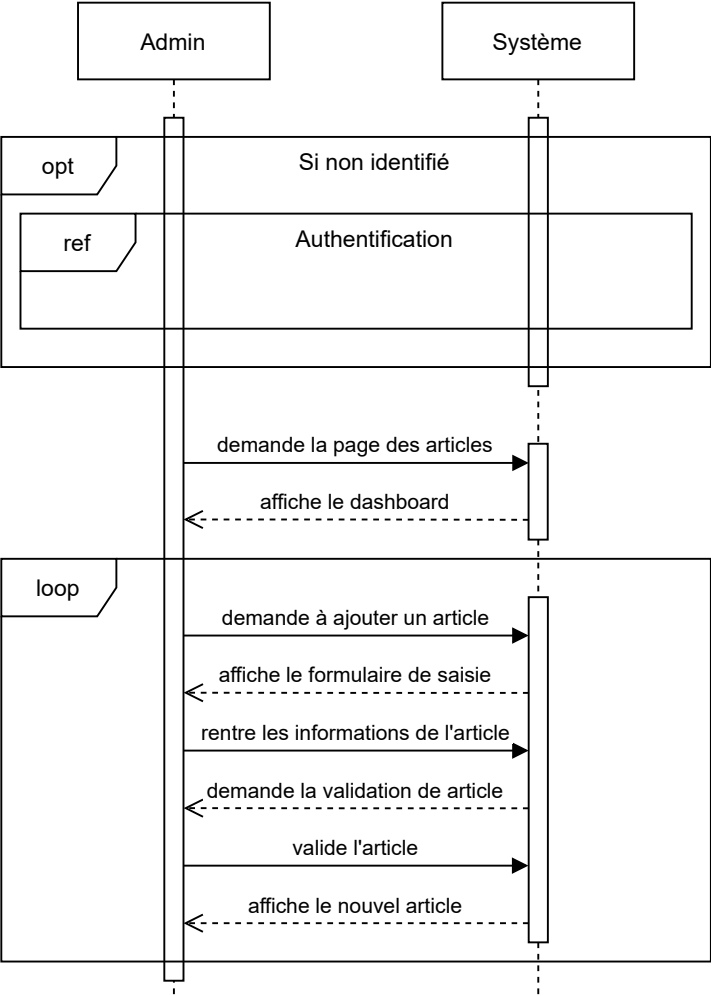 Admin
Système
opt
Si non identifié
ref
Authentification
demande la page des articles
affiche le dashboard
loop
demande à ajouter un article
affiche le formulaire de saisie
rentre les informations de l'article
demande la validation de article
valide l'article
affiche le nouvel article